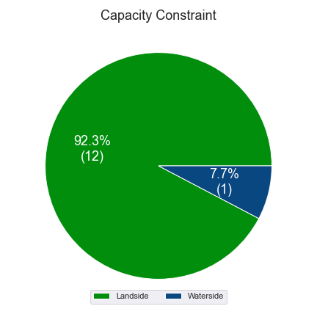 Capacity Constraint
92.3%
(12)
7.7%
(1)
Landside Waterside